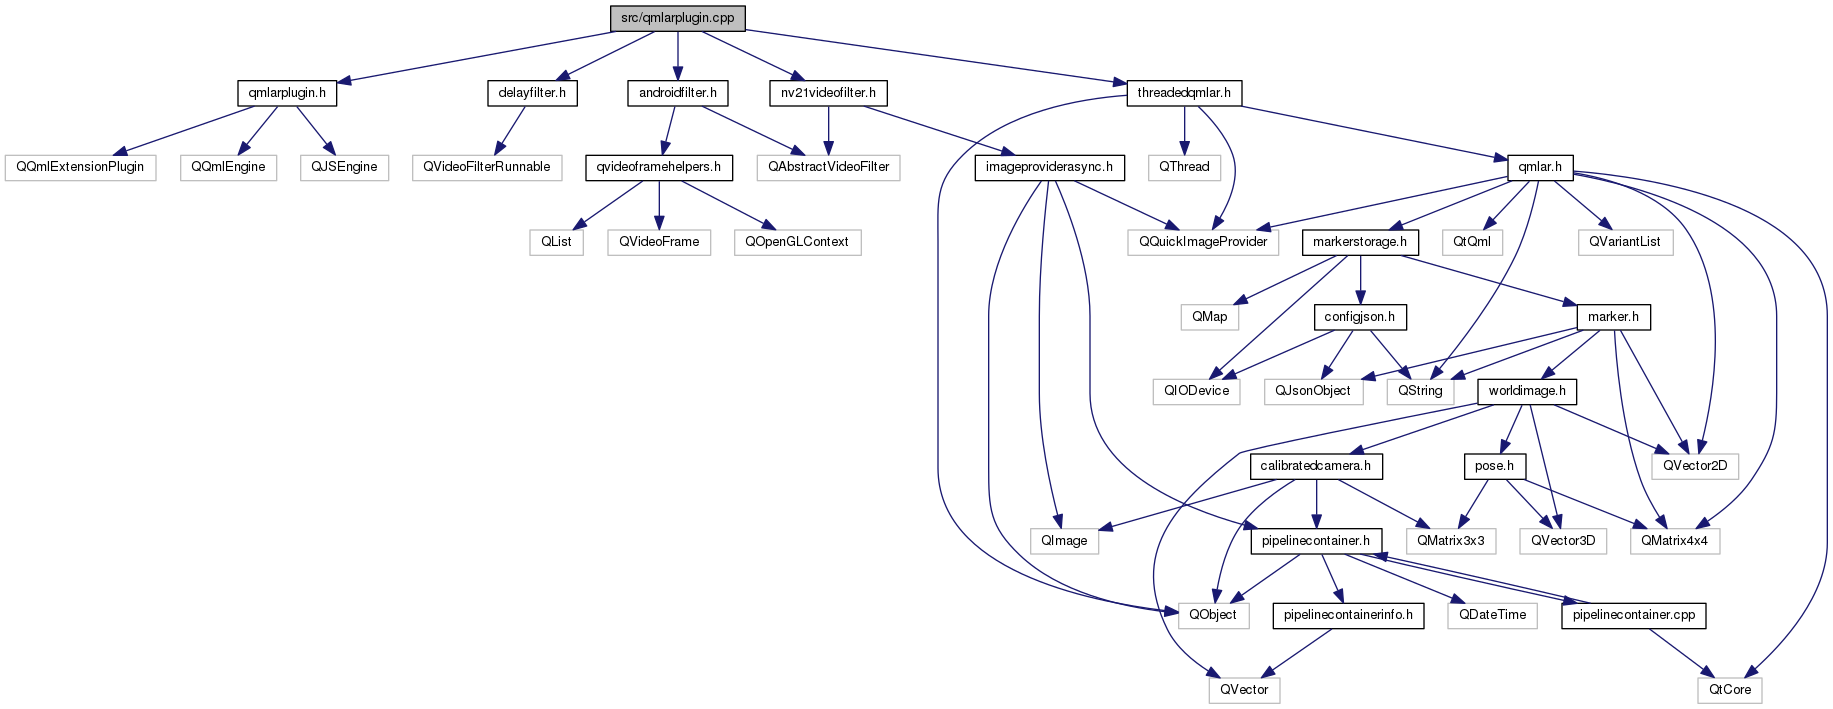 src/qmlarplugin.cpp
qmlarplugin.h
delayfilter.h
androidfilter.h
nv21videofilter.h
threadedqmlar.h
QQmlExtensionPlugin
QQmlEngine
QJSEngine
QVideoFilterRunnable
qvideoframehelpers.h
QAbstractVideoFilter
imageproviderasync.h
QThread
qmlar.h
QList
QVideoFrame
QOpenGLContext
QQuickImageProvider
markerstorage.h
QtQml
QVariantList
QMap
configjson.h
marker.h
QIODevice
QJsonObject
QString
worldimage.h
calibratedcamera.h
pose.h
QVector2D
QImage
pipelinecontainer.h
QMatrix3x3
QVector3D
QMatrix4x4
QObject
pipelinecontainerinfo.h
QDateTime
pipelinecontainer.cpp
QVector
QtCore